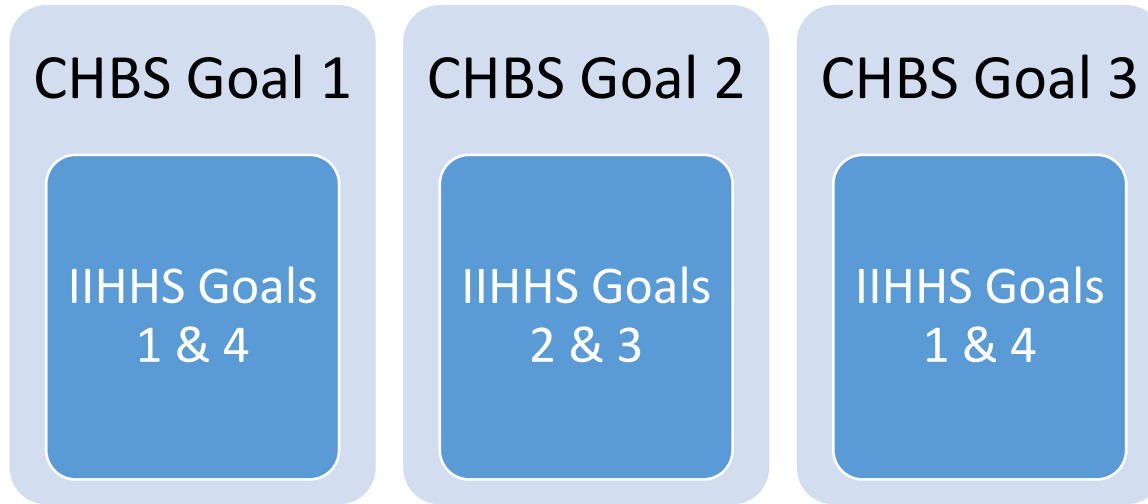 CHBS Goal 1
IIHHS Goals
1 & 4
CHBS Goal 2
IIHHS Goals
2 & 3
CHBS Goal 3
IIHHS Goals
1 & 4